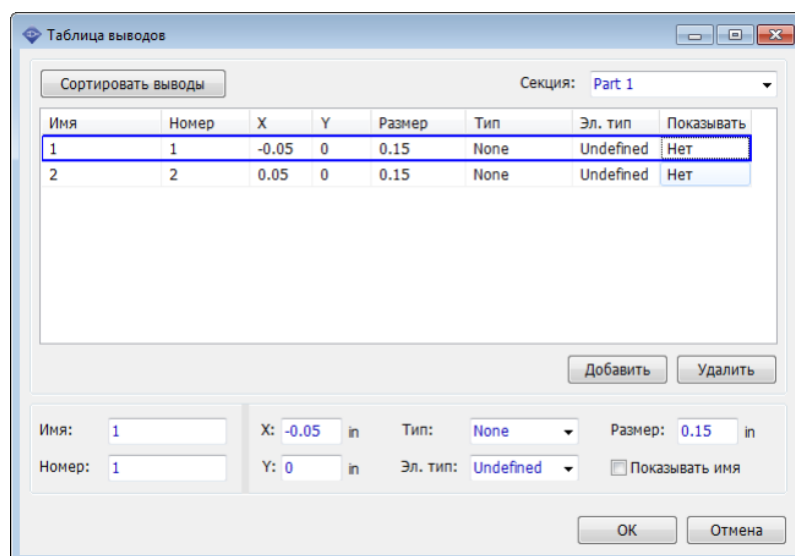 Таблица выводов
Сортировать выводы Секция: Part 1
Имя Номер X Y Размер Тип Эл. тип Показывать
1 1 -0.05 0 0.15 None Undefined Нет
2 2 0.05 0 0.15 None Undefined Нет
Добавить Удалить
Имя: 1 X: -0.05 in Тип: None Размер: 0.15 in
Номер: 1 Y: 0 in Эл. тип: Undefined Показывать имя
OK Отмена